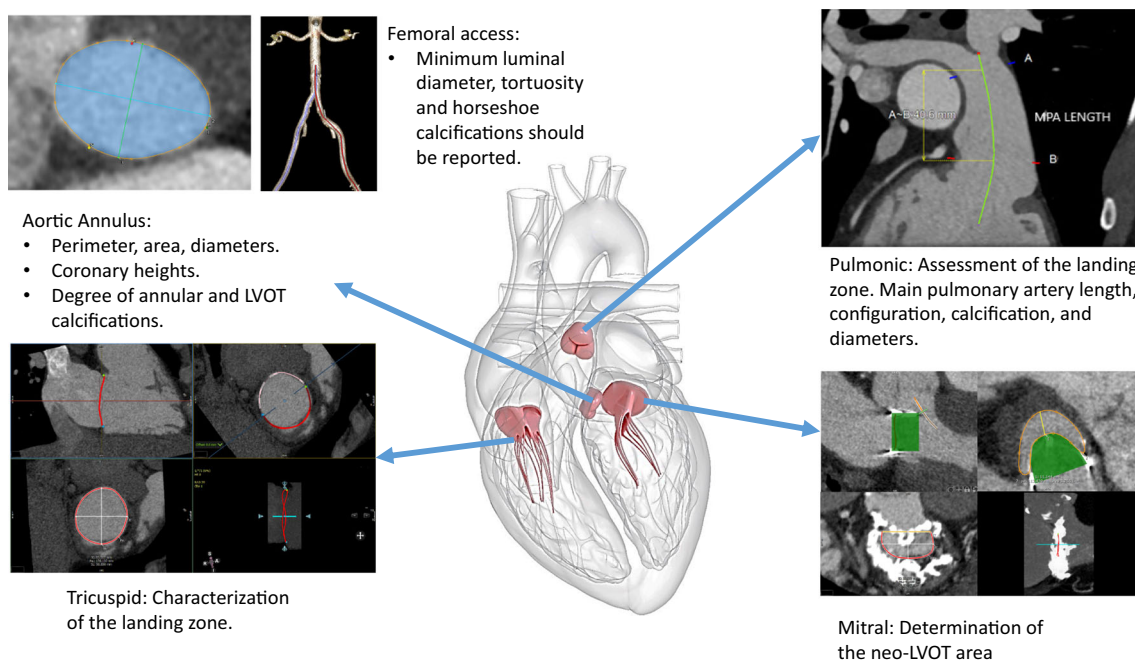 Femoral access:
• Minimum luminal
diameter, tortuosity
and horseshoe
calcifications should
be reported.
Aortic Annulus:
• Perimeter, area, diameters.
• Coronary heights.
• Degree of annular and LVOT
calcifications.
A
A~B:40.6 mm
MPA LENGTH
B
Pulmonic: Assessment of the landing
zone. Main pulmonary artery length,
configuration, calcification, and
diameters.
Tricuspid: Characterization
of the landing zone.
Mitral: Determination of
the neo-LVOT area